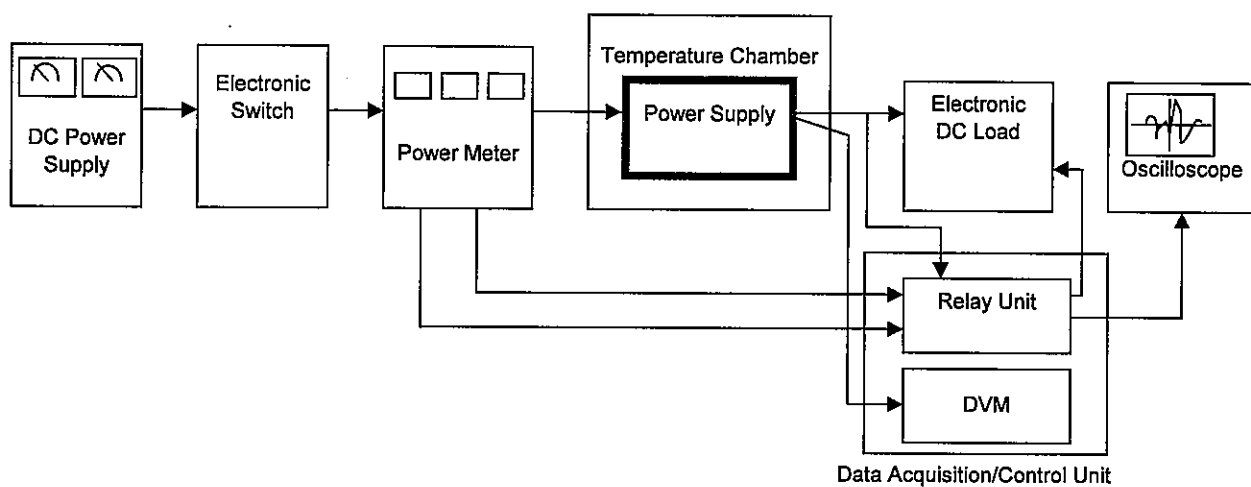 DC Power
Supply
Electronic
Switch
Power Meter
Temperature Chamber
Power Supply
Electronic
DC Load
Oscilloscope
Relay Unit
DVM
Data Acquisition/Control Unit